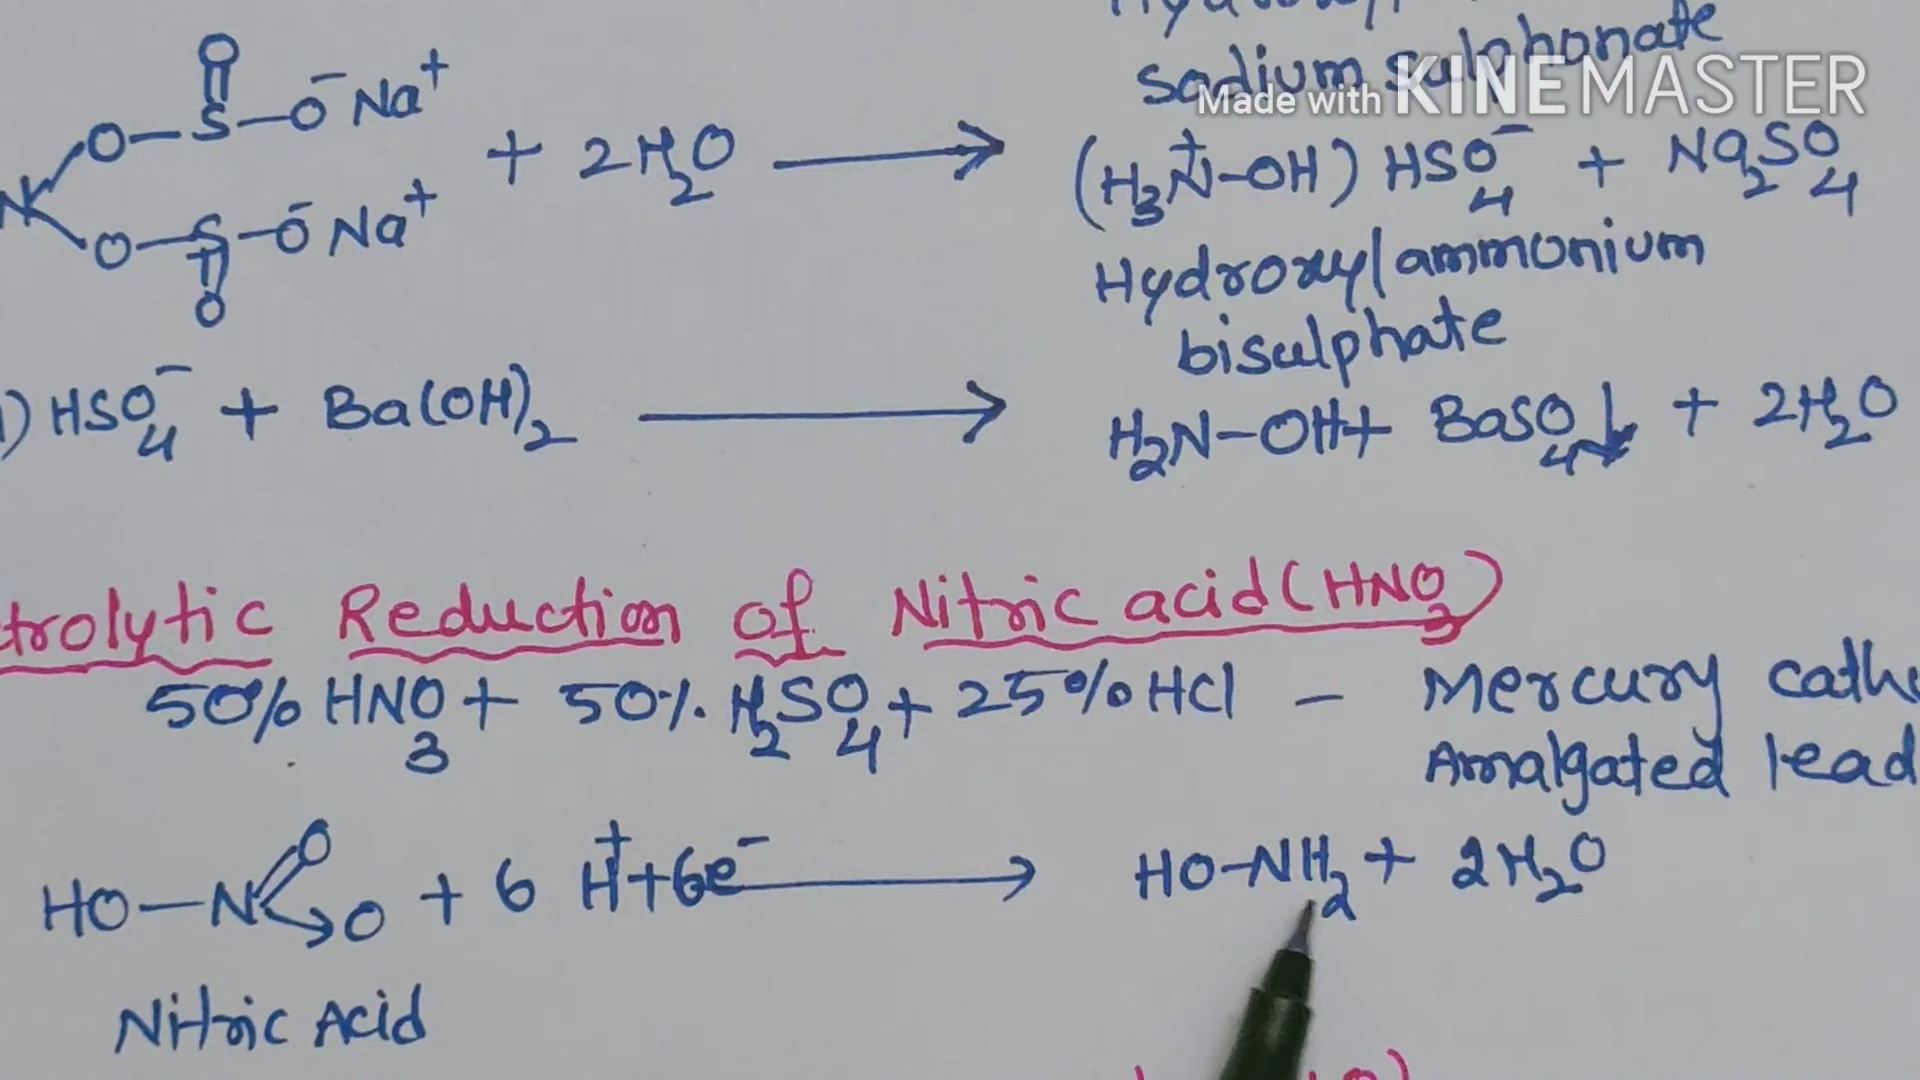 sodium sulphonate
Made with KINEMASTER
O
O–S–O⁻Na⁺ + 2H₂O ⟶ (H₃N⁺–OH) HSO₄⁻ + Na₂SO₄
N
O–S–O⁻ Na⁺
O
Hydroxylammonium
bisulphate
) HSO₄⁻ + Ba(OH)₂ ⟶ H₂N–OH + BaSO₄↓ + 2H₂O
trolytic Reduction of Nitric acid (HNO₃)
50% HNO₃ + 50%. H₂SO₄ + 25% HCl – Mercury cath
Amalgated lead
HO–N O → O + 6 H⁺ + 6e⁻ ⟶ HO–NH₂ + 2H₂O
Nitric Acid